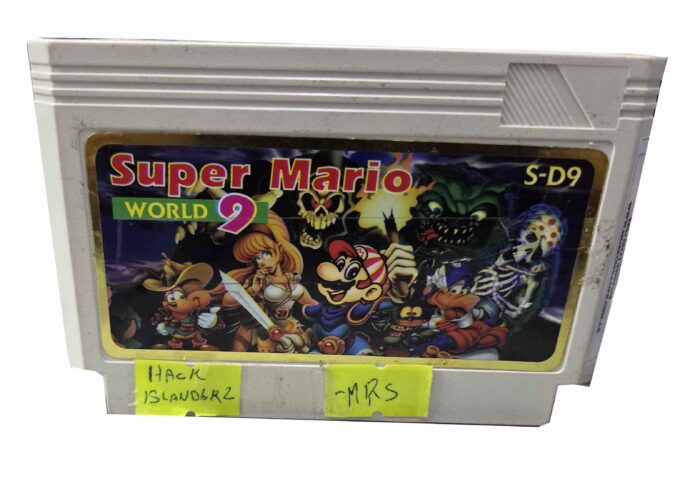 Super Mario
S-D9
WORLD 9
HACK
ISLANDER2
-MRS